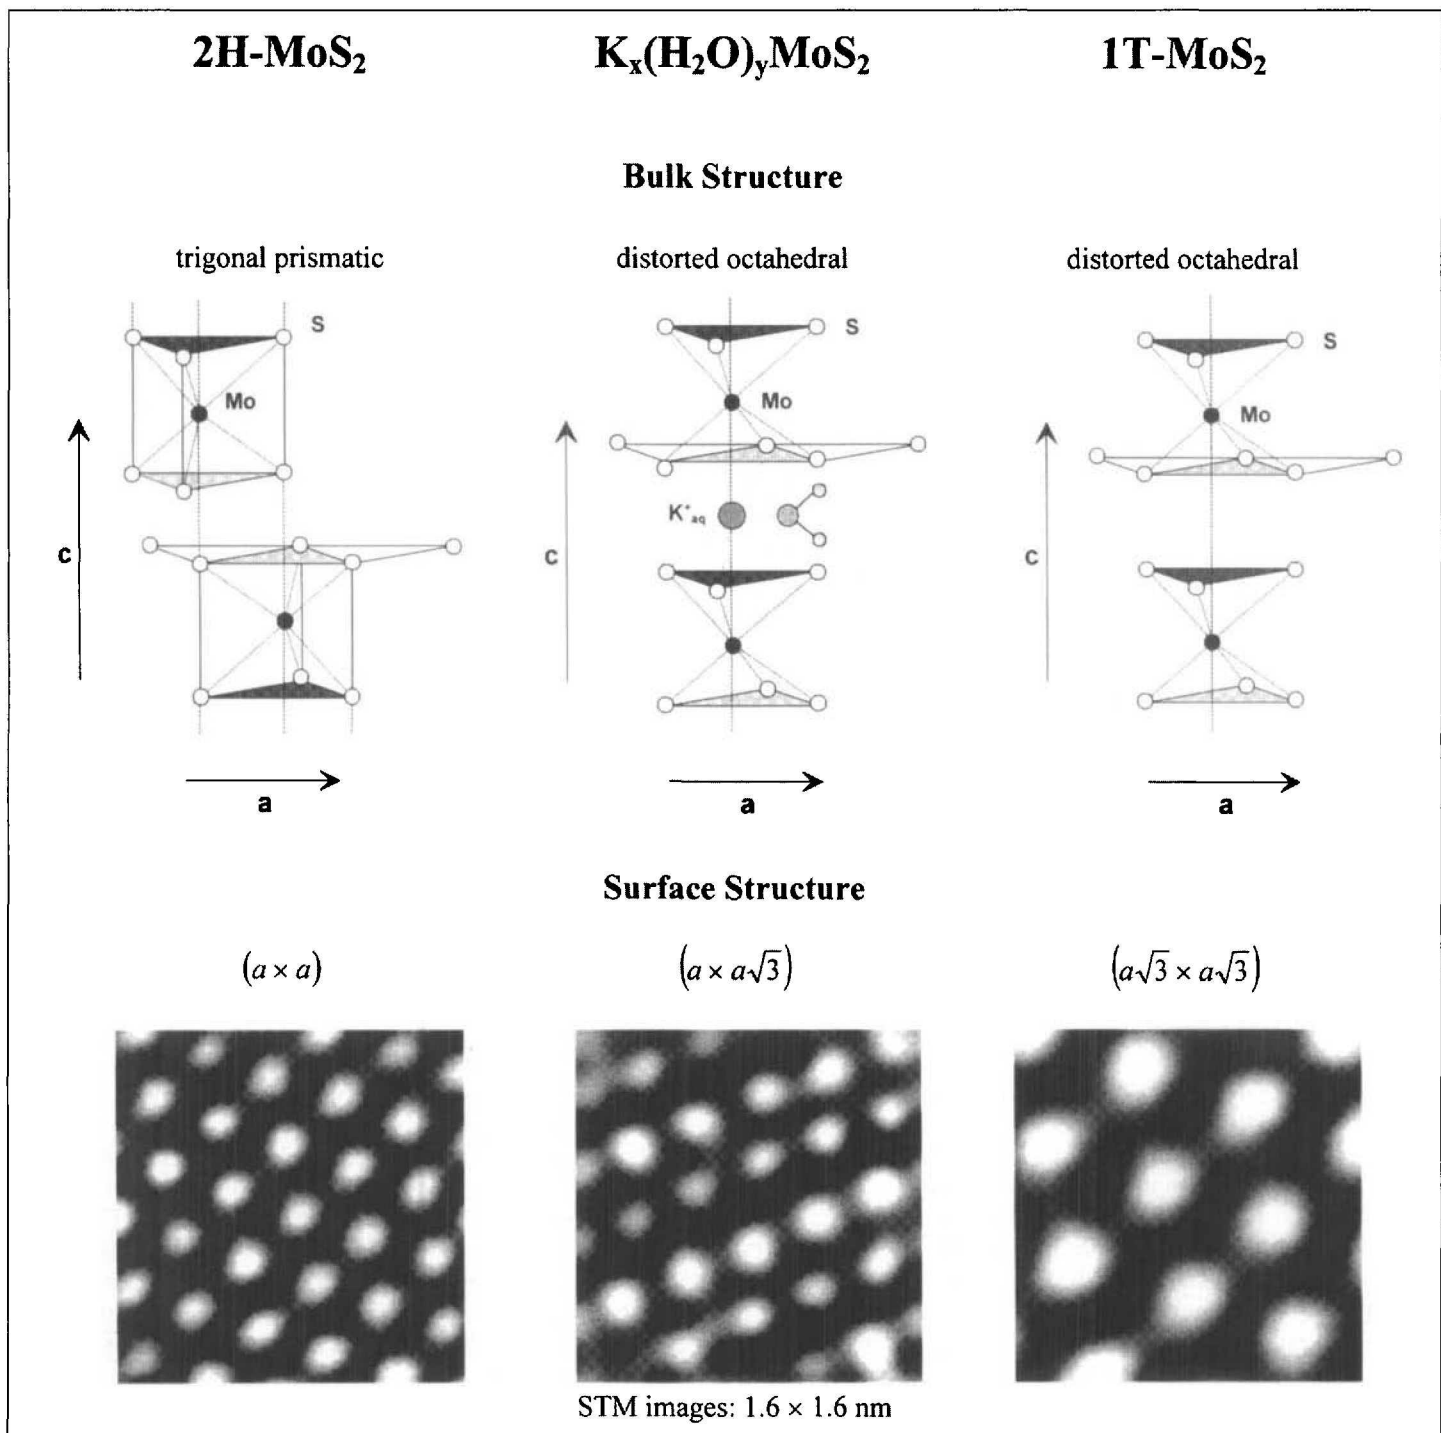 2H-MoS₂ Kₓ(H₂O)ᵧMoS₂ 1T-MoS₂
Bulk Structure
trigonal prismatic distorted octahedral distorted octahedral
S S S
Mo Mo Mo
K⁺aq
c c c
a a a
Surface Structure
(a × a) (a × a√3) (a√3 × a√3)
STM images: 1.6 × 1.6 nm